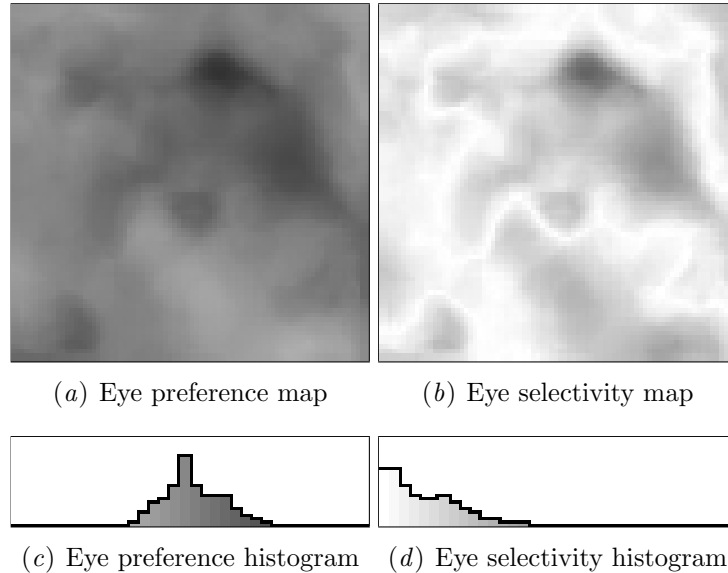 (a) Eye preference map
(b) Eye selectivity map
(c) Eye preference histogram
(d) Eye selectivity histogram